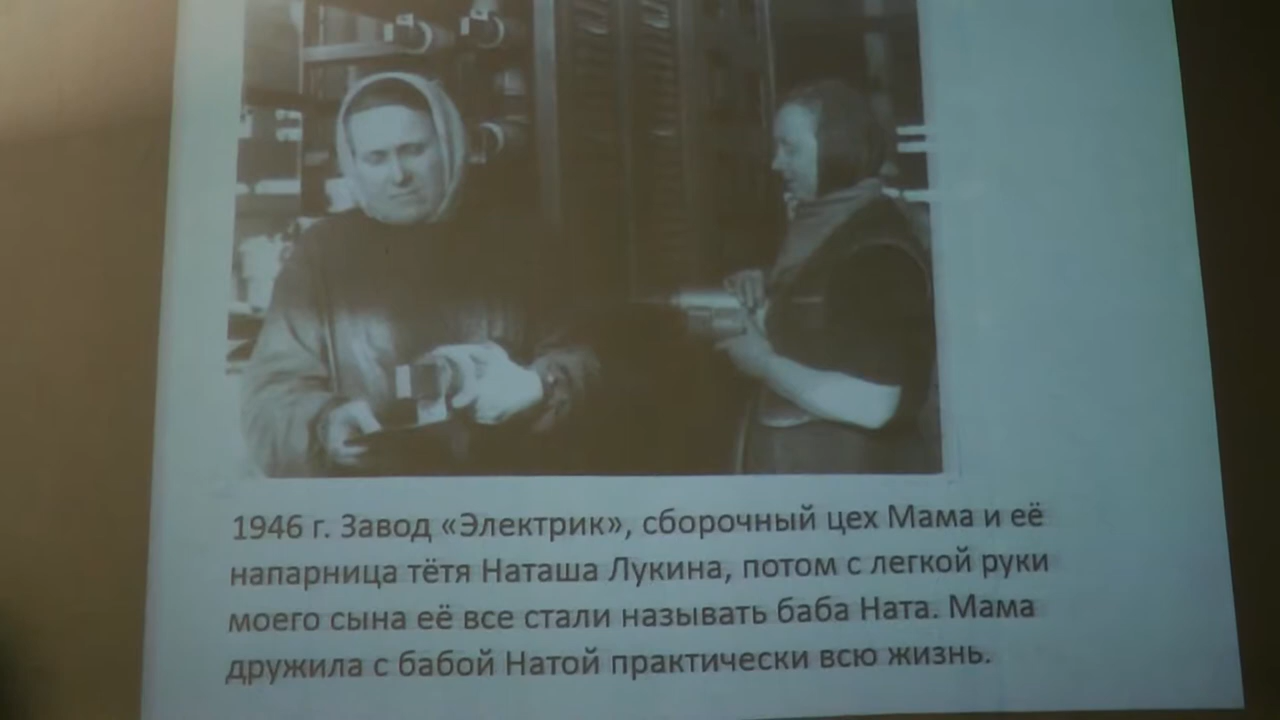 1946 г. Завод «Электрик», сборочный цех Мама и её
напарница тётя Наташа Лукина, потом с легкой руки
моего сына её все стали называть баба Ната. Мама
дружила с бабой Натой практически всю жизнь.